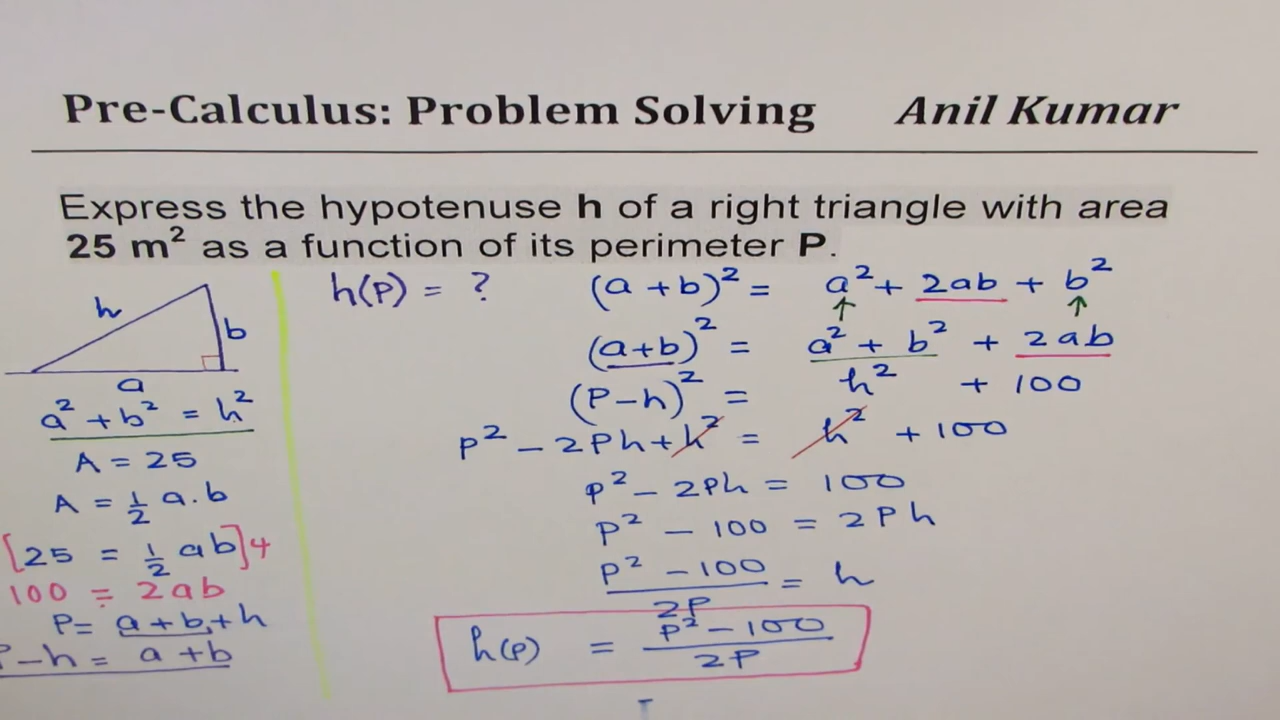 Pre-Calculus: Problem Solving Anil Kumar
Express the hypotenuse h of a right triangle with area
25 m² as a function of its perimeter P.
h
b
a
a² + b² = h²
A = 25
A = 1/2 a.b
[25 = 1/2 ab]4
100 = 2ab
P = a + b + h
P - h = a + b
h(P) = ?
(a + b)² = a² + 2ab + b²
(a+b)² = a² + b² + 2ab
(P-h)² = h² + 100
P² - 2Ph + h² = h² + 100
P² - 2Ph = 100
P² - 100 = 2Ph
P² - 100 / 2P = h
h(P) = P² - 100 / 2P